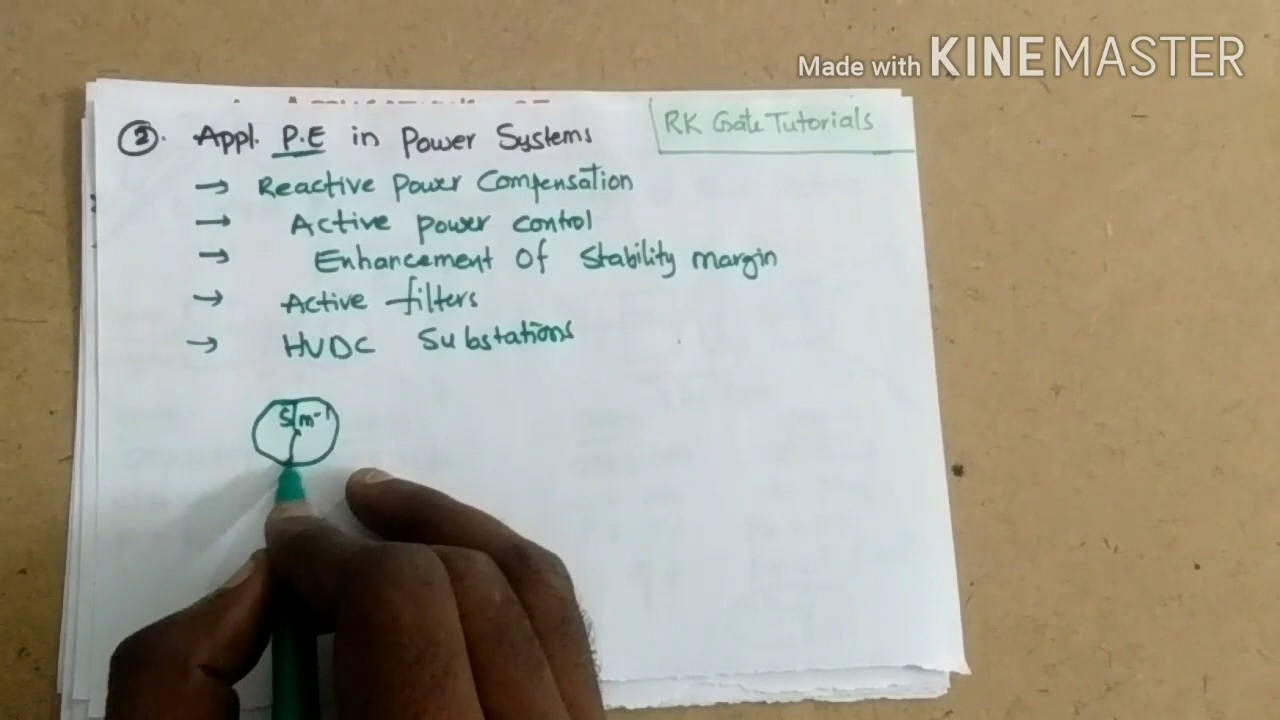 Made with KINEMASTER
RK Gate Tutorials
2. Appl. P.E in Power Systems
→ Reactive Power Compensation
→ Active power control
→ Enhancement Of Stability margin
→ Active filters
→ HVDC Substations